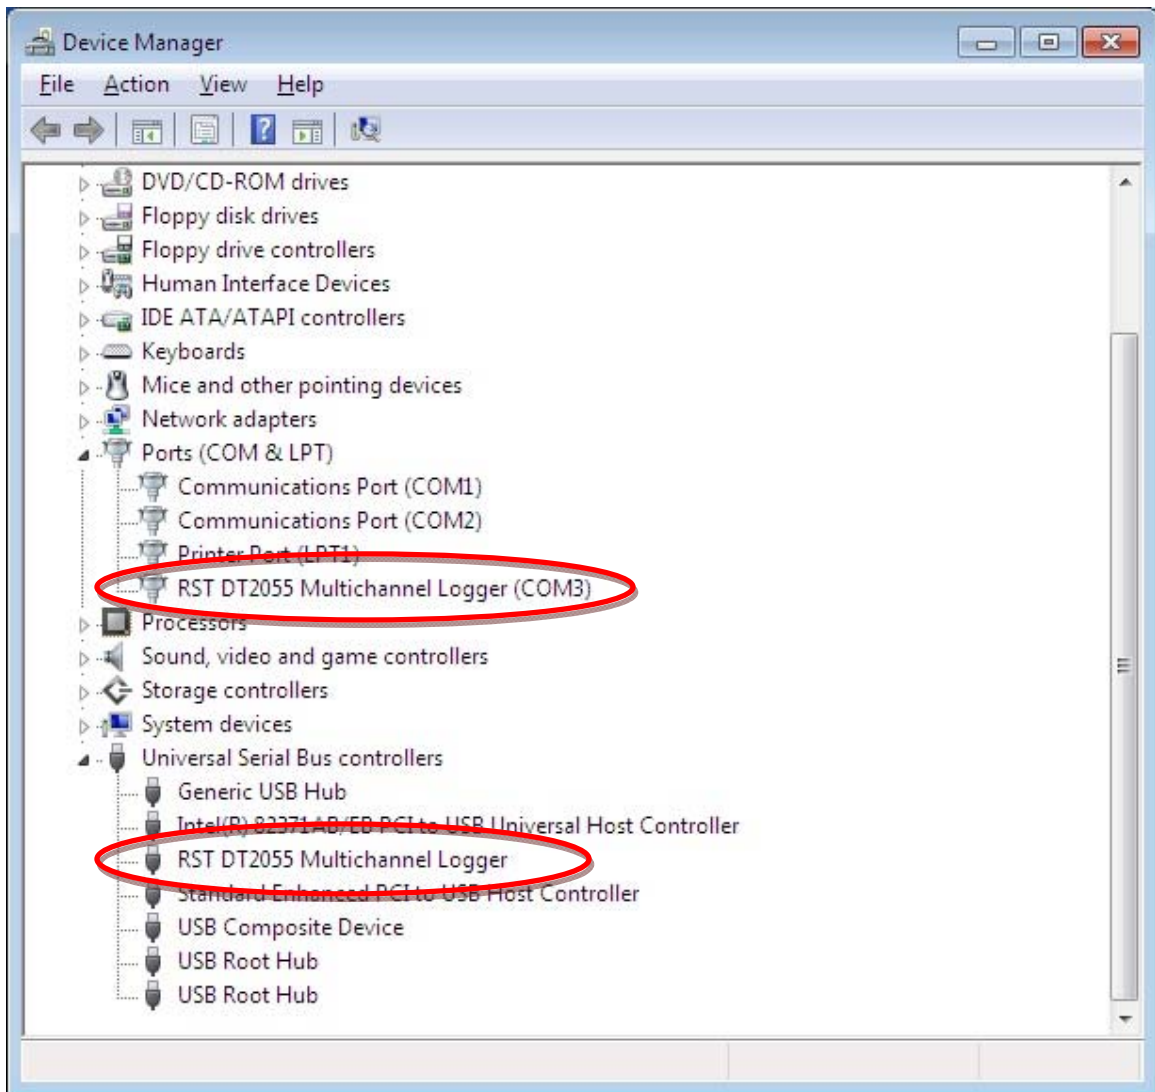 Device Manager
File Action View Help
DVD/CD-ROM drives
Floppy disk drives
Floppy drive controllers
Human Interface Devices
IDE ATA/ATAPI controllers
Keyboards
Mice and other pointing devices
Network adapters
Ports (COM & LPT)
Communications Port (COM1)
Communications Port (COM2)
Printer Port (LPT1)
RST DT2055 Multichannel Logger (COM3)
Processors
Sound, video and game controllers
Storage controllers
System devices
Universal Serial Bus controllers
Generic USB Hub
Intel(R) 82371AB/EB PCI to USB Universal Host Controller
RST DT2055 Multichannel Logger
Standard Enhanced PCI to USB Host Controller
USB Composite Device
USB Root Hub
USB Root Hub